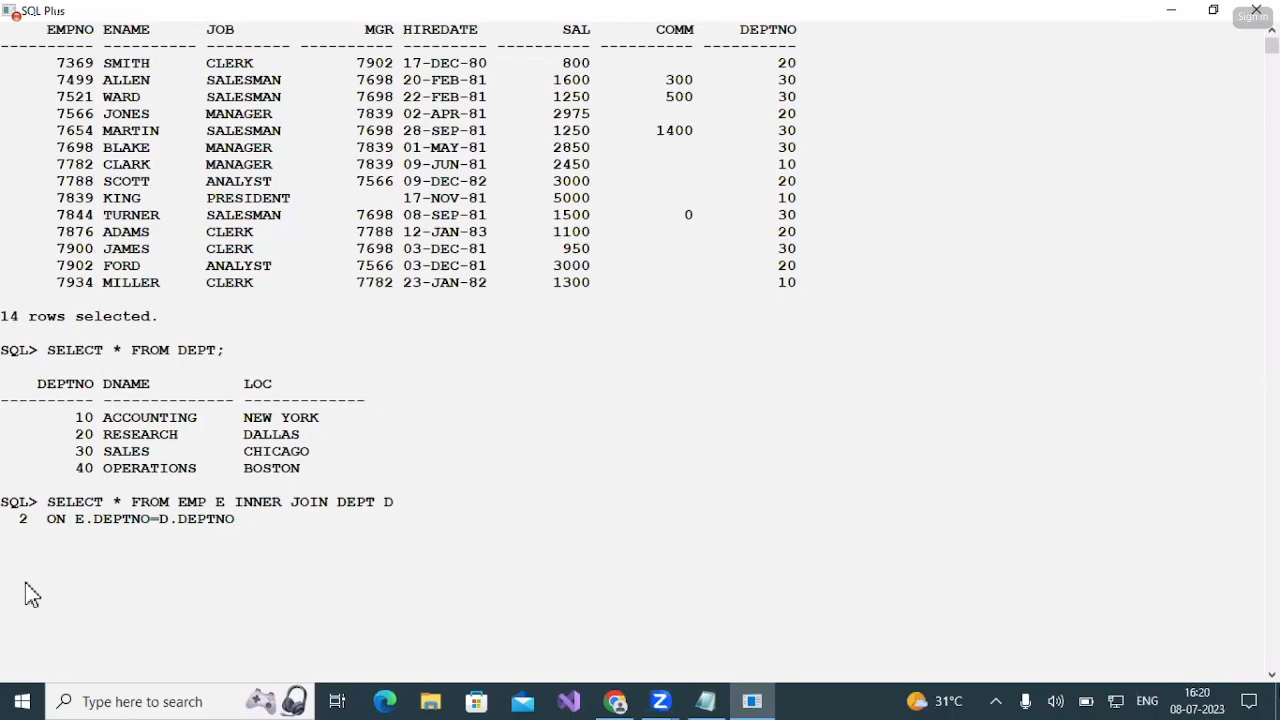 SQL Plus
Sign in
EMPNO ENAME JOB MGR HIREDATE SAL COMM DEPTNO
---------- ---------- --------- ---------- --------- ---------- ---------- ----------
7369 SMITH CLERK 7902 17-DEC-80 800 20
7499 ALLEN SALESMAN 7698 20-FEB-81 1600 300 30
7521 WARD SALESMAN 7698 22-FEB-81 1250 500 30
7566 JONES MANAGER 7839 02-APR-81 2975 20
7654 MARTIN SALESMAN 7698 28-SEP-81 1250 1400 30
7698 BLAKE MANAGER 7839 01-MAY-81 2850 30
7782 CLARK MANAGER 7839 09-JUN-81 2450 10
7788 SCOTT ANALYST 7566 09-DEC-82 3000 20
7839 KING PRESIDENT 17-NOV-81 5000 10
7844 TURNER SALESMAN 7698 08-SEP-81 1500 0 30
7876 ADAMS CLERK 7788 12-JAN-83 1100 20
7900 JAMES CLERK 7698 03-DEC-81 950 30
7902 FORD ANALYST 7566 03-DEC-81 3000 20
7934 MILLER CLERK 7782 23-JAN-82 1300 10
14 rows selected.
SQL> SELECT * FROM DEPT;
DEPTNO DNAME LOC
---------- -------------- -------------
10 ACCOUNTING NEW YORK
20 RESEARCH DALLAS
30 SALES CHICAGO
40 OPERATIONS BOSTON
SQL> SELECT * FROM EMP E INNER JOIN DEPT D
2 ON E.DEPTNO=D.DEPTNO
Type here to search
31°C
ENG
16:20
08-07-2023